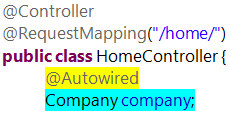 @Controller
@RequestMapping("/home/")
public class HomeController {
@Autowired
Company company;